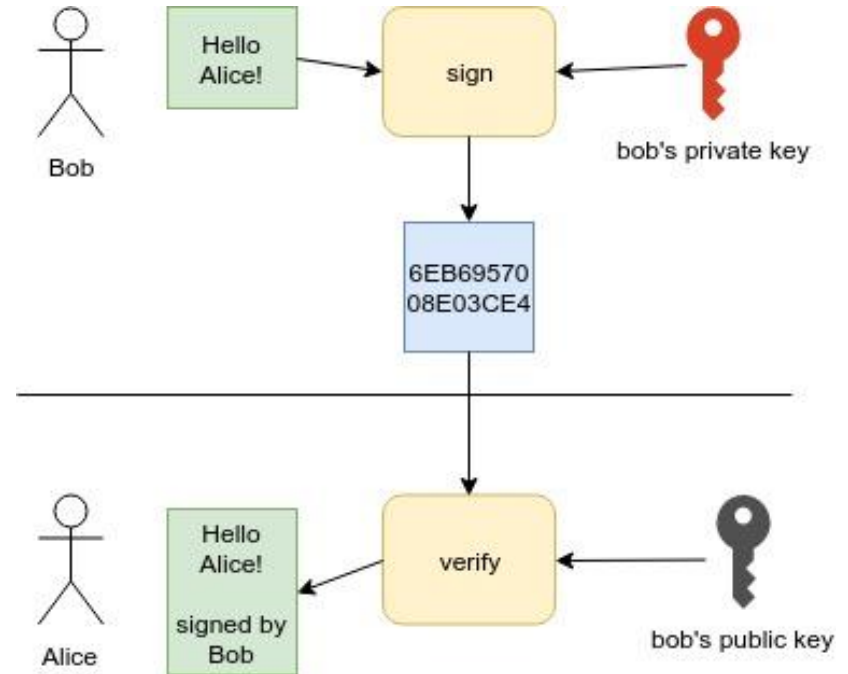 Hello
Alice!
sign
Bob
bob's private key
6EB69570
08E03CE4
Hello
Alice!
signed by
Bob
verify
Alice
bob's public key